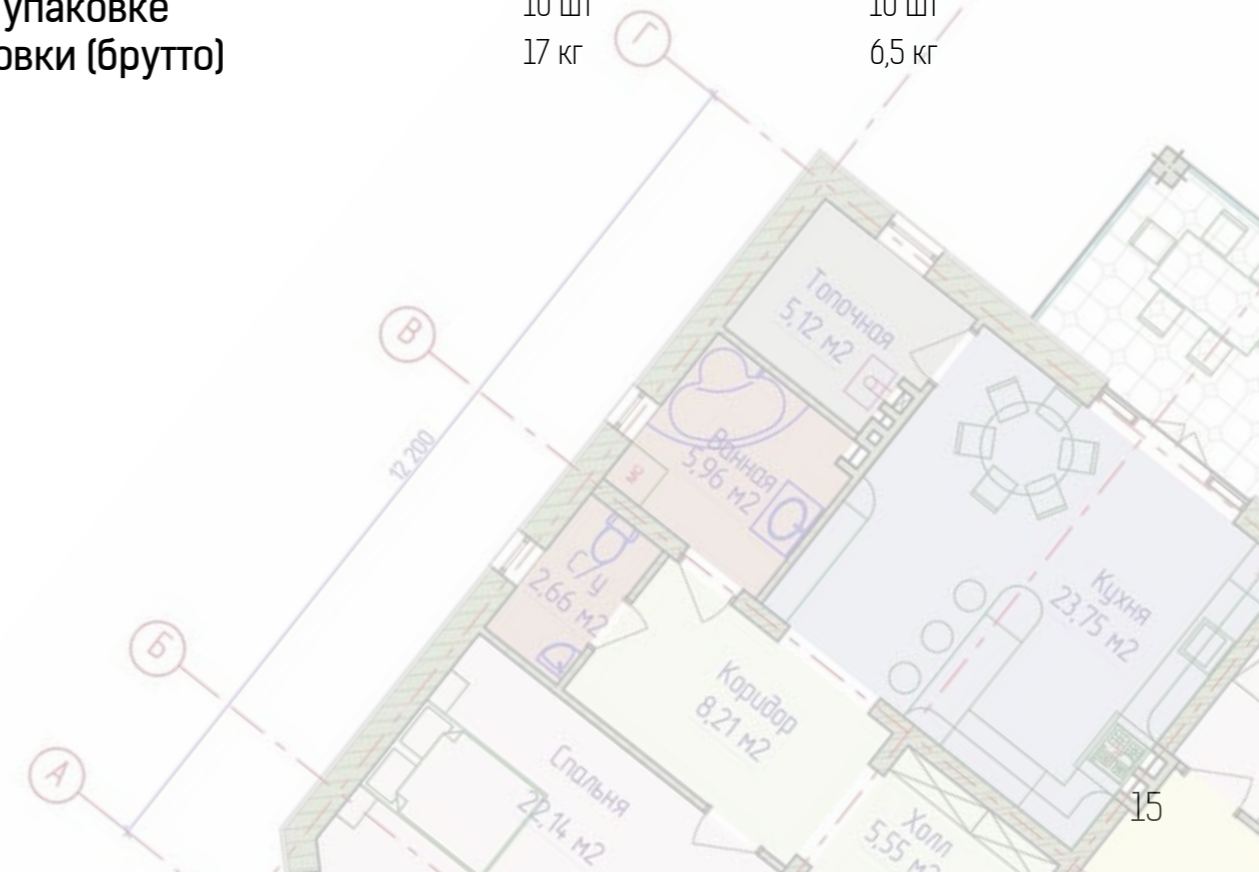 упаковке 10 шт 10 шт
овки (брутто) 17 кг 6,5 кг
Г
В
Б
А
12 200
Топочная
5,12 м2
Ванная
5,96 м2
МС
С/у
2,66 м2
Коридор
8,21 м2
Кухня
23,75 м2
Спальня
22,14 м2
Холл
5,55 м2
15